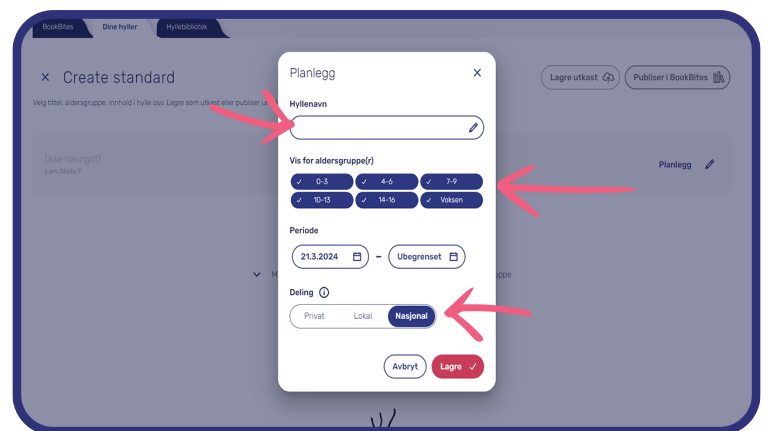 BookBites Dine hyller Hyllebibliotek
× Create standard
Lagre utkast Publiser i BookBites
Velg tittel, aldersgruppe, innhold i hylle osv. Lagre som utkast eller publiser
(Ikke navngitt)
Planlegg
Planlegg
Hyllenavn
Vis for aldersgruppe(r)
0-3 4-6 7-9
10-13 14-16 Voksen
Periode
21.3.2024 – Ubegrenset
Deling
Privat Lokal Nasjonal
Avbryt Lagre